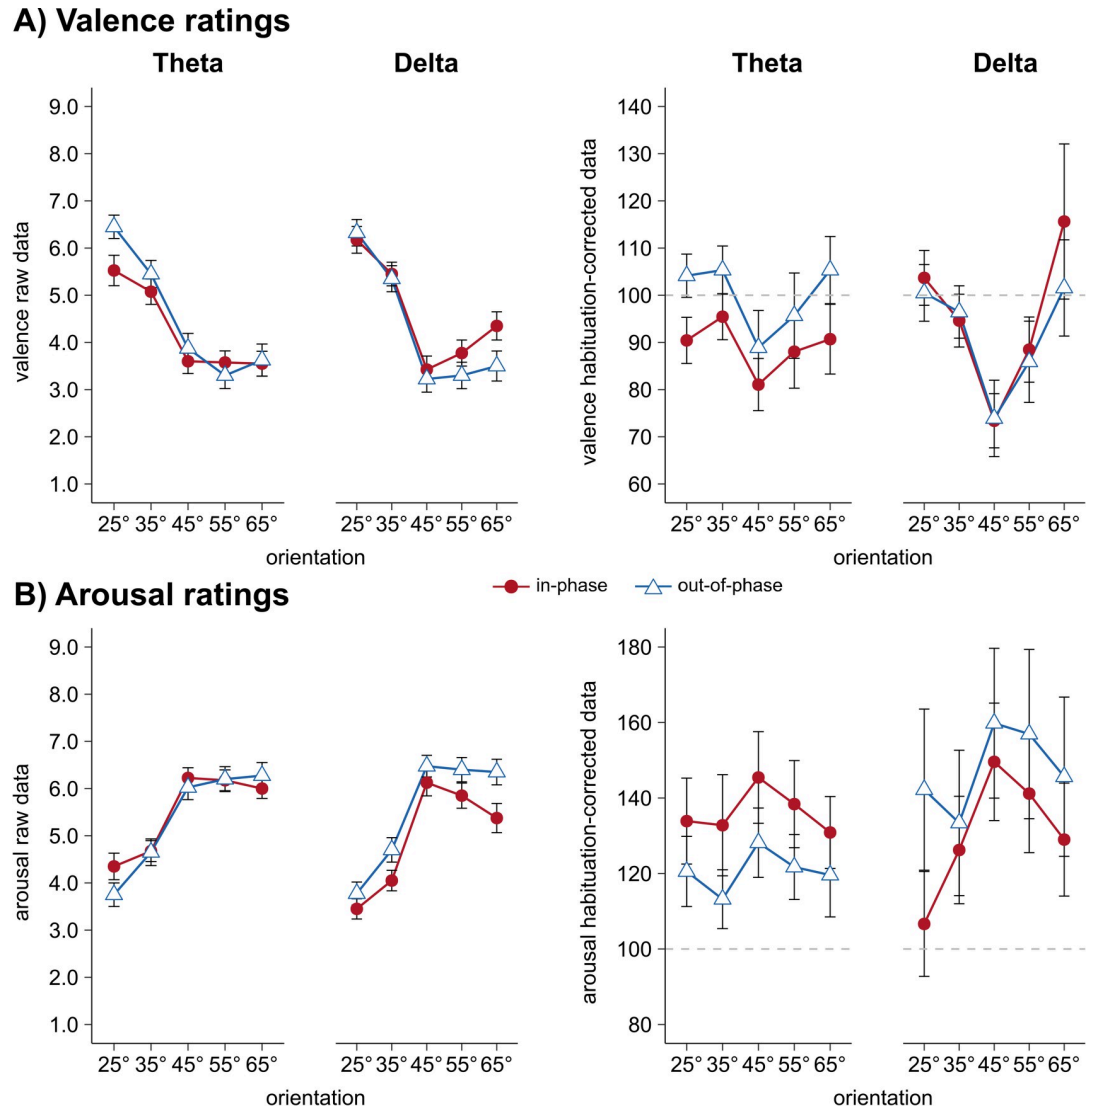 A) Valence ratings
Theta
Delta
Theta
Delta
valence raw data
9.0
8.0
7.0
6.0
5.0
4.0
3.0
2.0
1.0
25° 35° 45° 55° 65°
25° 35° 45° 55° 65°
orientation
valence habituation-corrected data
140
130
120
110
100
90
80
70
60
25° 35° 45° 55° 65°
25° 35° 45° 55° 65°
orientation
in-phase
out-of-phase
B) Arousal ratings
arousal raw data
9.0
8.0
7.0
6.0
5.0
4.0
3.0
2.0
1.0
25° 35° 45° 55° 65°
25° 35° 45° 55° 65°
orientation
arousal habituation-corrected data
180
160
140
120
100
80
25° 35° 45° 55° 65°
25° 35° 45° 55° 65°
orientation